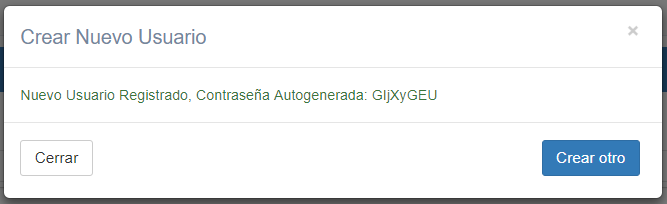 Crear Nuevo Usuario
×
Nuevo Usuario Registrado, Contraseña Autogenerada: GIjXyGEU
Cerrar
Crear otro